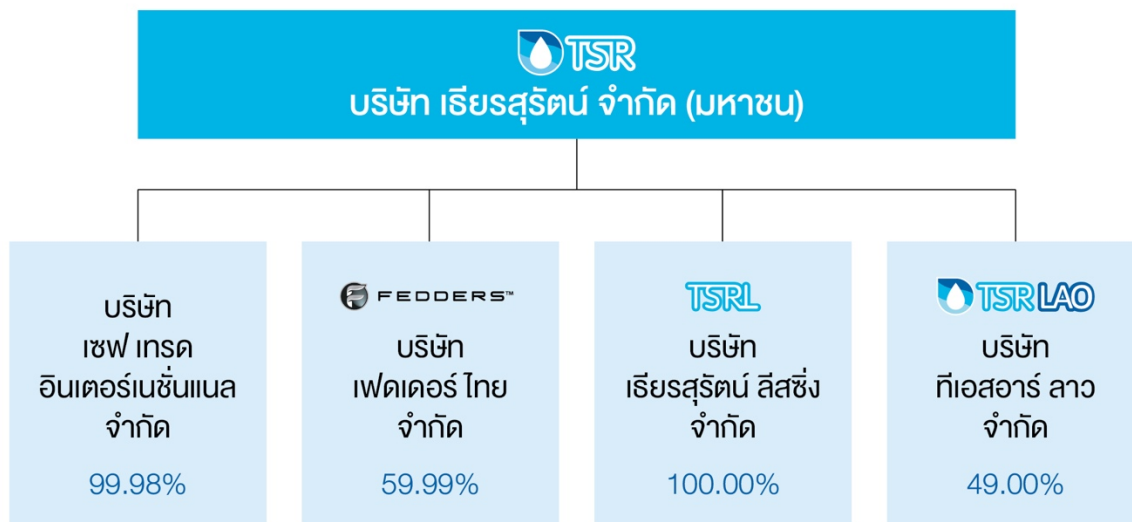 TSR
บริษัท เธียรสุรัตน์ จำกัด (มหาชน)
บริษัท
เซฟ เทรด
อินเตอร์เนชั่นแนล
จำกัด
99.98%
FEDDERS™
บริษัท
เฟดเดอร์ ไทย
จำกัด
59.99%
TSRL
บริษัท
เธียรสุรัตน์ ลีสซิ่ง
จำกัด
100.00%
TSR LAO
บริษัท
ทีเอสอาร์ ลาว
จำกัด
49.00%